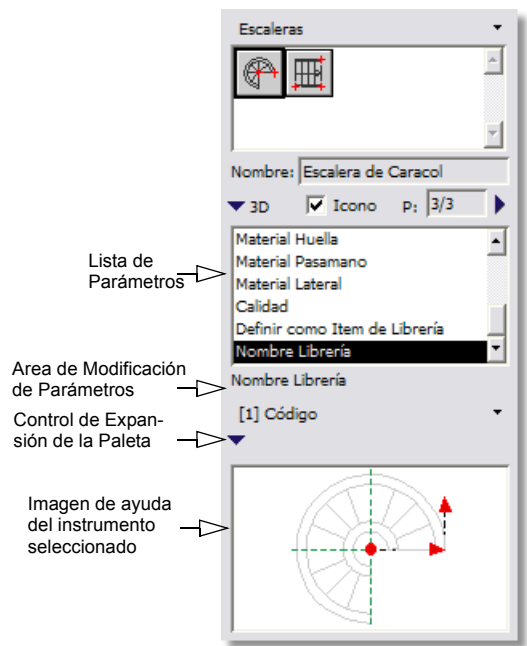 Escaleras
Nombre: Escalera de Caracol
3D Icono P: 3/3
Material Huella
Material Pasamano
Material Lateral
Calidad
Definir como Item de Librería
Nombre Librería
Nombre Librería
[1] Código
Lista de
Parámetros
Area de Modificación
de Parámetros
Control de Expan-
sión de la Paleta
Imagen de ayuda
del instrumento
seleccionado